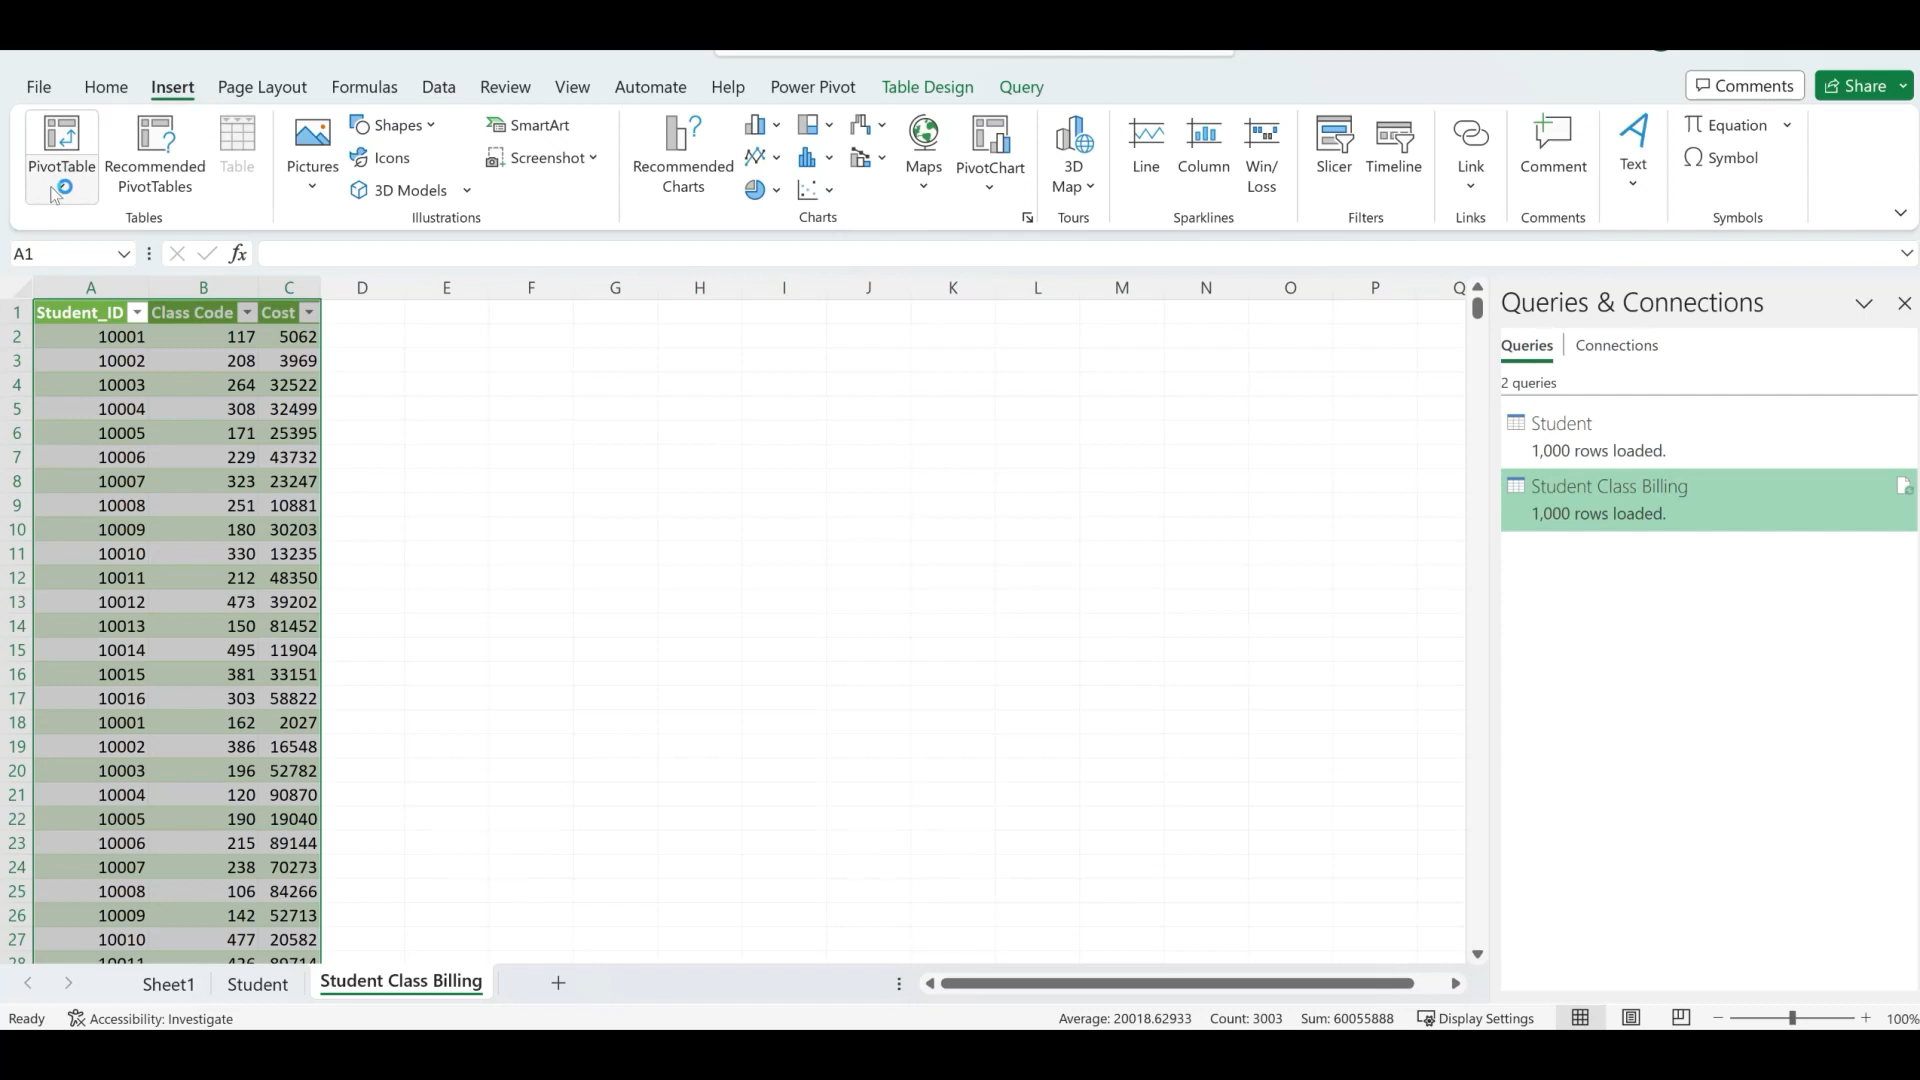 File Home Insert Page Layout Formulas Data Review View Automate Help Power Pivot Table Design Query Comments Share
PivotTable
Recommended
PivotTables
Table
Tables
Pictures
Shapes
Icons
3D Models
SmartArt
Screenshot
Illustrations
Recommended
Charts
Maps
PivotChart
Charts
3D
Map
Tours
Line
Column
Win/
Loss
Sparklines
Slicer
Timeline
Filters
Link
Links
Comment
Comments
Text
Equation
Symbol
Symbols
A1 fx
A B C D E F G H I J K L M N O P Q
1 Student_ID Class Code Cost
2 10001 117 5062
3 10002 208 3969
4 10003 264 32522
5 10004 308 32499
6 10005 171 25395
7 10006 229 43732
8 10007 323 23247
9 10008 251 10881
10 10009 180 30203
11 10010 330 13235
12 10011 212 48350
13 10012 473 39202
14 10013 150 81452
15 10014 495 11904
16 10015 381 33151
17 10016 303 58822
18 10001 162 2027
19 10002 386 16548
20 10003 196 52782
21 10004 120 90870
22 10005 190 19040
23 10006 215 89144
24 10007 238 70273
25 10008 106 84266
26 10009 142 52713
27 10010 477 20582
28 10011
Queries & Connections
Queries Connections
2 queries
Student
1,000 rows loaded.
Student Class Billing
1,000 rows loaded.
Sheet1 Student Student Class Billing
Ready Accessibility: Investigate Average: 20018.62933 Count: 3003 Sum: 60055888 Display Settings 100%